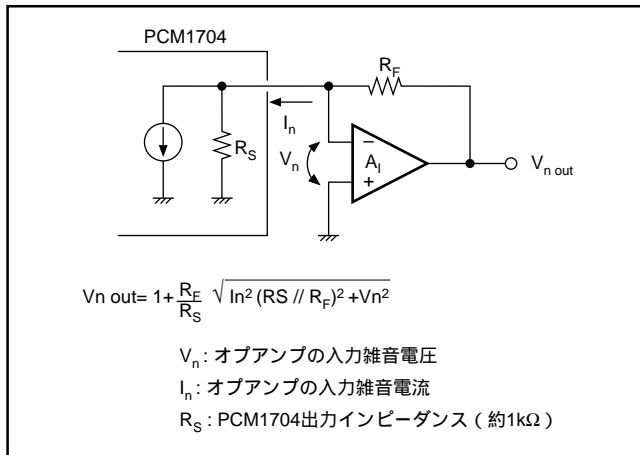 PCM1704
R_F
I_n
R_S
V_n
−
A_I
+
V_n out
Vn out= 1+ R_F/R_S √ In² (RS // R_F)² +Vn²
V_n : オプアンプの入力雑音電圧
I_n : オプアンプの入力雑音電流
R_S : PCM1704出力インピーダンス ( 約1kΩ )